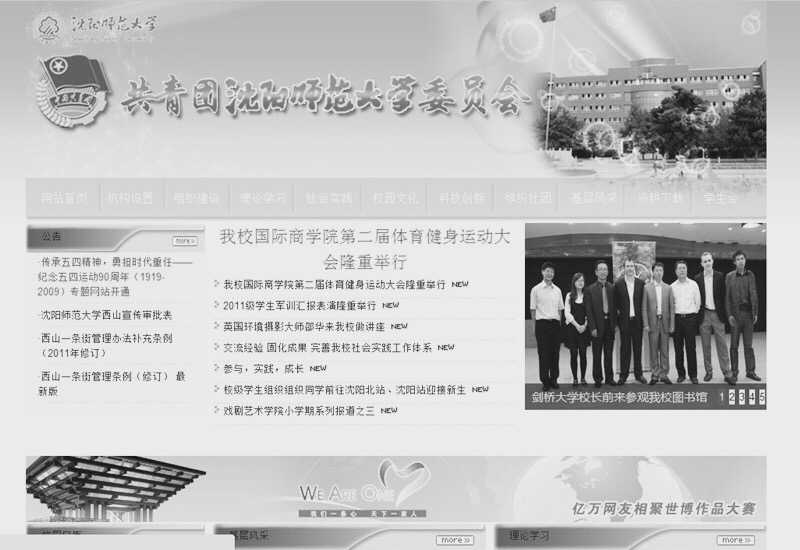 沈阳师范大学
共青团沈阳师范大学委员会
网站首页 机构设置 组织建设 理论学习 社会实践 校园文化 科技创新 学生社团 基层风采 资料下载 学生会
公告
more
·传承五四精神,勇担时代重任——
纪念五四运动90周年(1919-
2009)专题网站开通
·沈阳师范大学西山宣传审批表
·西山一条街管理办法补充条例
(2011年修订)
·西山一条街管理条例(修订) 最
新版
我校国际商学院第二届体育健身运动大
会隆重举行
我校国际商学院第二届体育健身运动大会隆重举行 NEW
2011级学生军训汇报表演隆重举行 NEW
英国环境摄影大师邵华来我校做讲座 NEW
交流经验 固化成果 完善我校社会实践工作体系 NEW
参与,实践,成长 NEW
校级学生组织组织同学前往沈阳北站、沈阳站迎接新生 NEW
戏剧艺术学院小学期系列报道之三 NEW
剑桥大学校长前来参观我校图书馆 1 2 3 4 5
WE ARE ONE
我们一条心 天下一家人
亿万网友相聚世博作品大赛
基层风采
more
理论学习
more